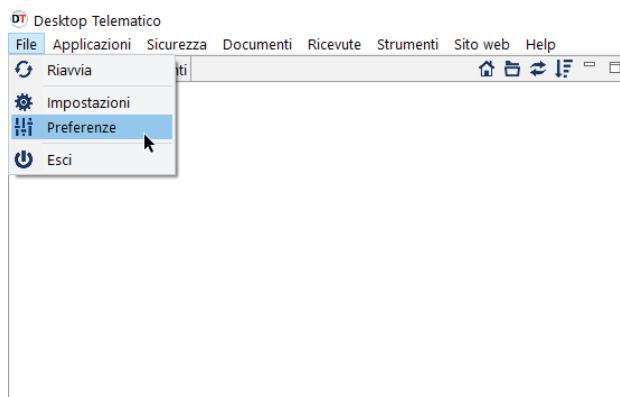 DT Desktop Telematico
File Applicazioni Sicurezza Documenti Ricevute Strumenti Sito web Help
Riavvia
Impostazioni
Preferenze
Esci